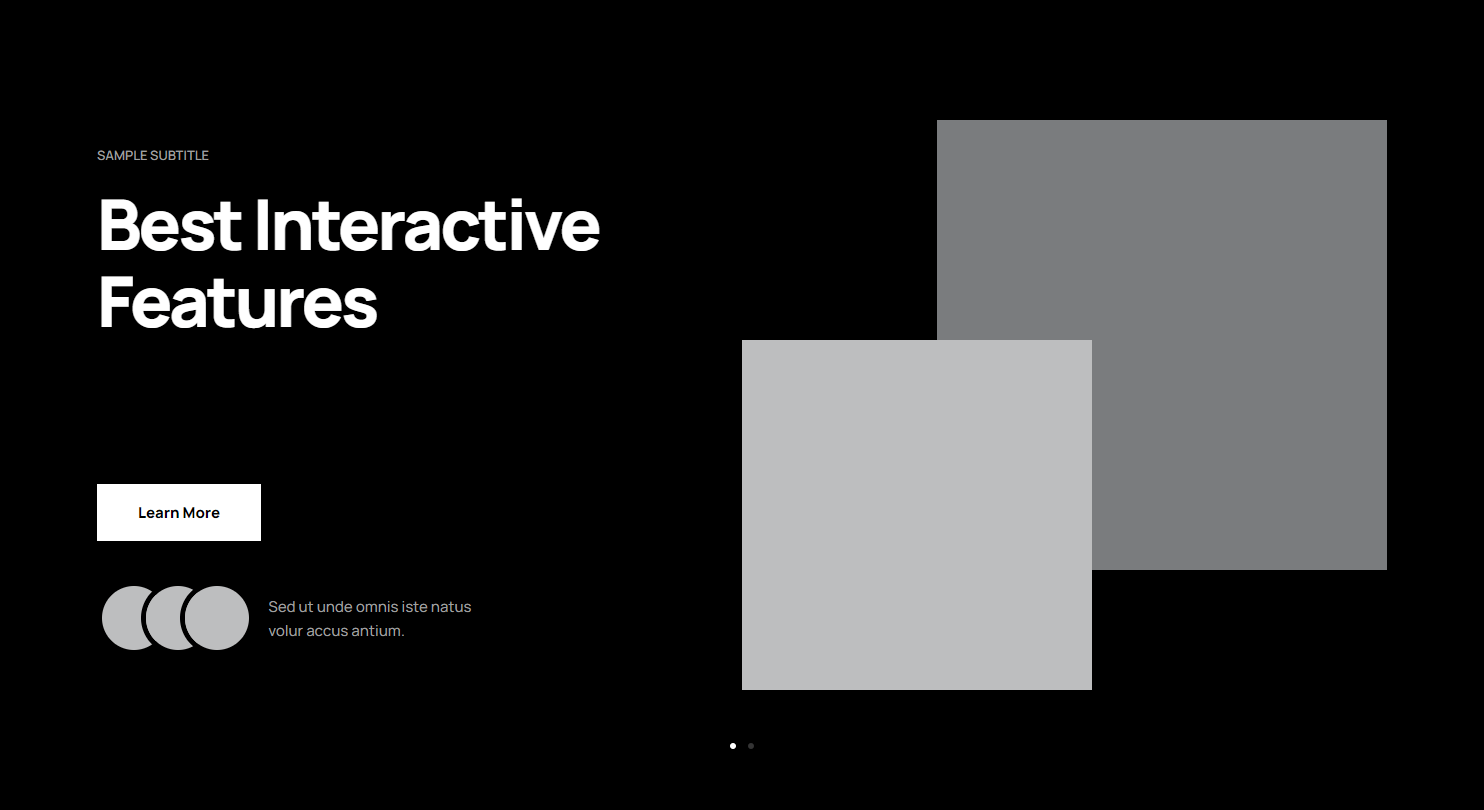 SAMPLE SUBTITLE
Best Interactive
Features
Learn More
Sed ut unde omnis iste natus
volur accus antium.